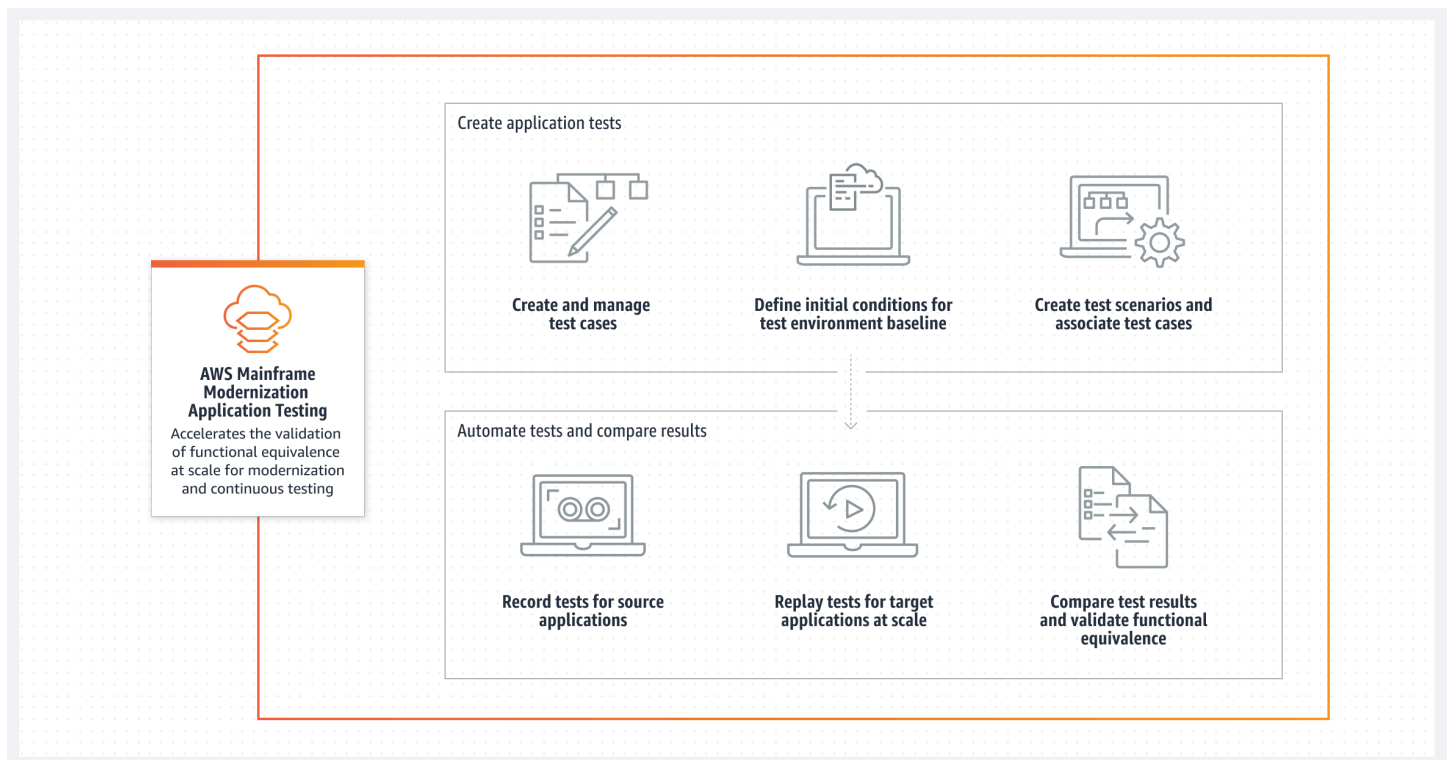 Create application tests
Create and manage
test cases
Define initial conditions for
test environment baseline
Create test scenarios and
associate test cases
AWS Mainframe
Modernization
Application Testing
Accelerates the validation
of functional equivalence
at scale for modernization
and continuous testing
Automate tests and compare results
Record tests for source
applications
Replay tests for target
applications at scale
Compare test results
and validate functional
equivalence